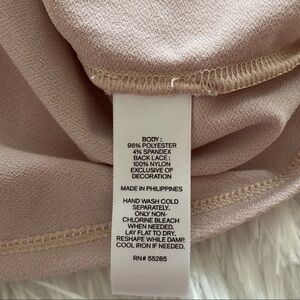 BODY :
96% POLYESTER
4% SPANDEX
BACK LACE :
100% NYLON
EXCLUSIVE OF
DECORATION
MADE IN PHILIPPINES
HAND WASH COLD
SEPARATELY.
ONLY NON-
CHLORINE BLEACH
WHEN NEEDED.
LAY FLAT TO DRY,
RESHAPE WHILE DAMP.
COOL IRON IF NEEDED.
RN# 55285